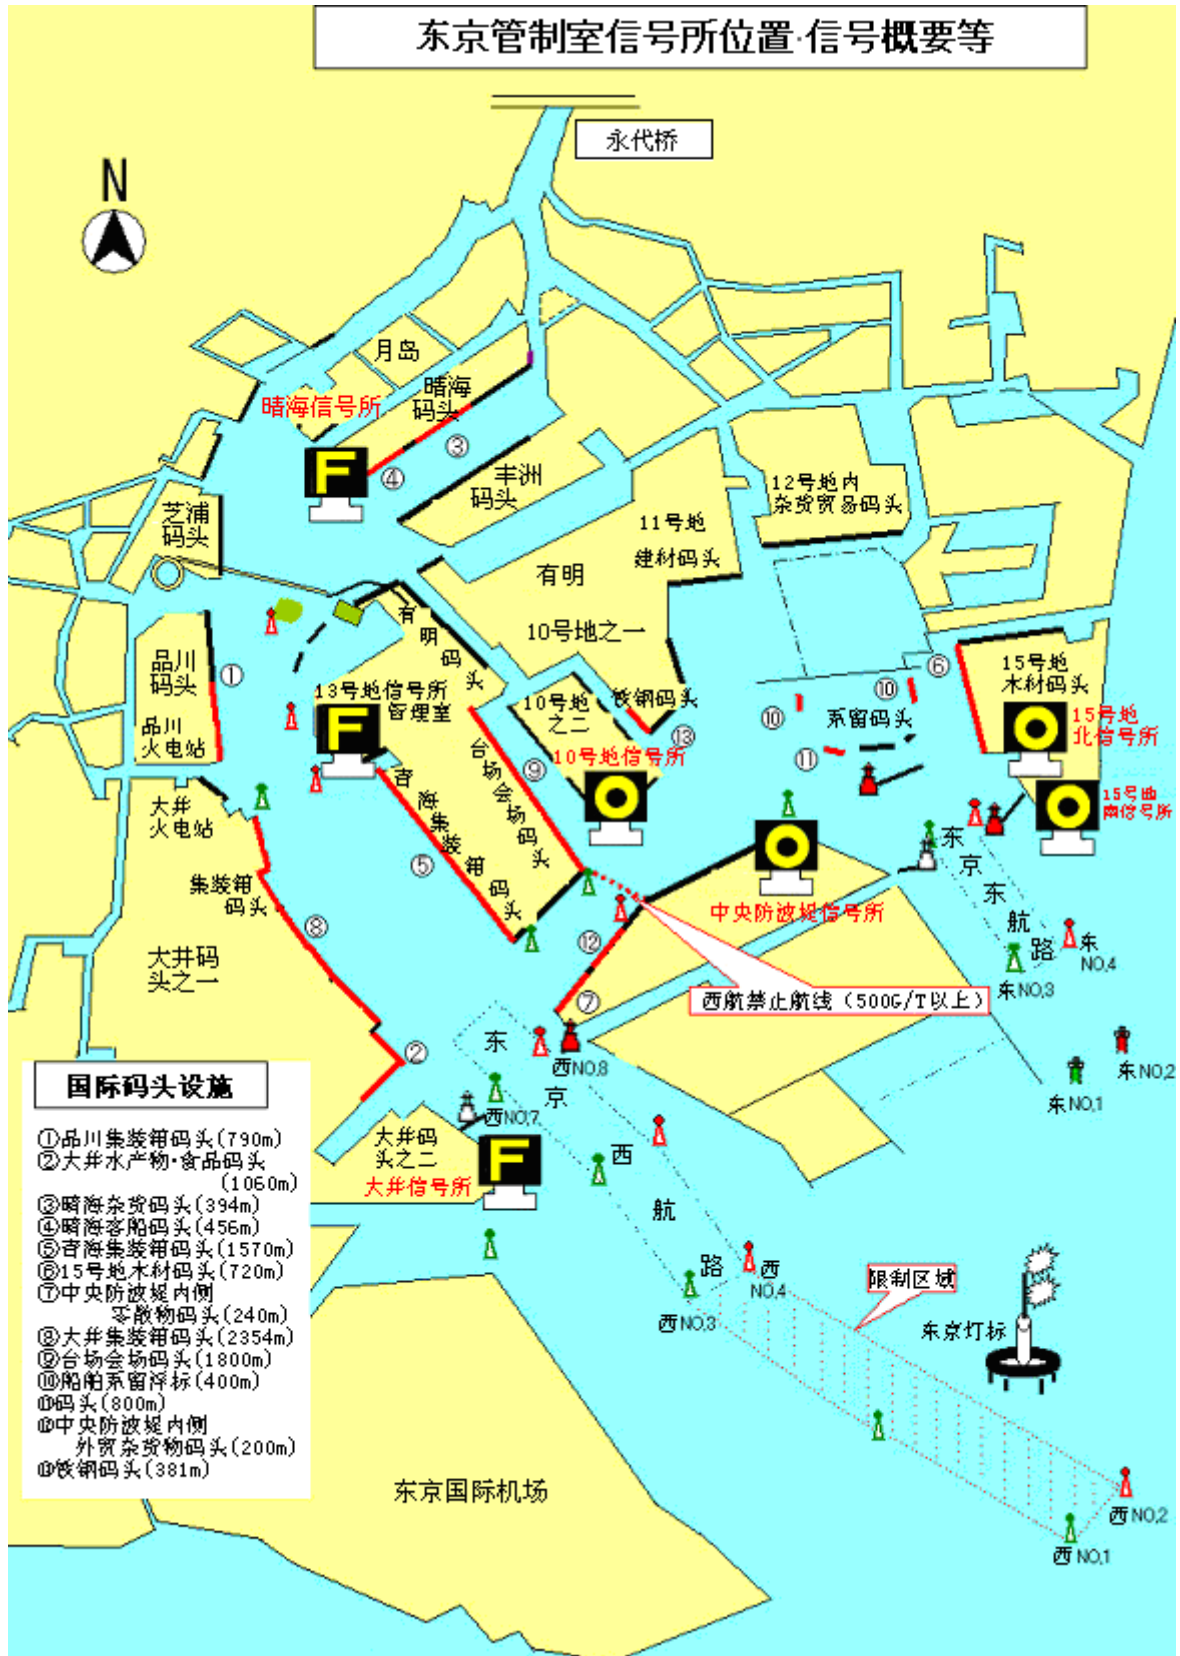 东京管制室信号所位置·信号概要等
永代桥
N
月岛
晴海
码头
晴海信号所
F
③
④
丰洲
码头
芝浦
码头
12号地内
杂货贸易码头
11号地
建材码头
有明
10号地之一
有明码头
品川
码头
①
品川
火电站
13号地信号所
管理室
F
10号地
之二
铁钢码头
⑬
10号地信号所
O
⑨
台场会场码头
青海集装箱码头
⑤
⑥
15号地
木材码头
⑩
⑩
系留码头
⑪
O
15号地
北信号所
O
15号地
南信号所
大井
火电站
集装箱
码头
⑧
大井码
头之一
O
中央防波堤信号所
⑫
⑦
西航禁止航线（500G/T以上）
东京东航路
东
NO,4
东NO,3
东NO,2
东NO,1
②
东京西航路
西NO,8
西NO,7
大井码
头之二
F
大井信号所
西
NO,4
西NO,3
限制区域
东京灯标
西NO,2
西NO,1
东京国际机场
国际码头设施
①品川集装箱码头(790m)
②大井水产物·食品码头
(1060m)
③晴海杂货码头(394m)
④晴海客船码头(456m)
⑤青海集装箱码头(1570m)
⑥15号地木材码头(720m)
⑦中央防波堤内侧
零散物码头(240m)
⑧大井集装箱码头(2354m)
⑨台场会场码头(1800m)
⑩船舶系留浮标(400m)
⑪码头(800m)
⑫中央防波堤内侧
外贸杂货物码头(200m)
⑬铁钢码头(381m)